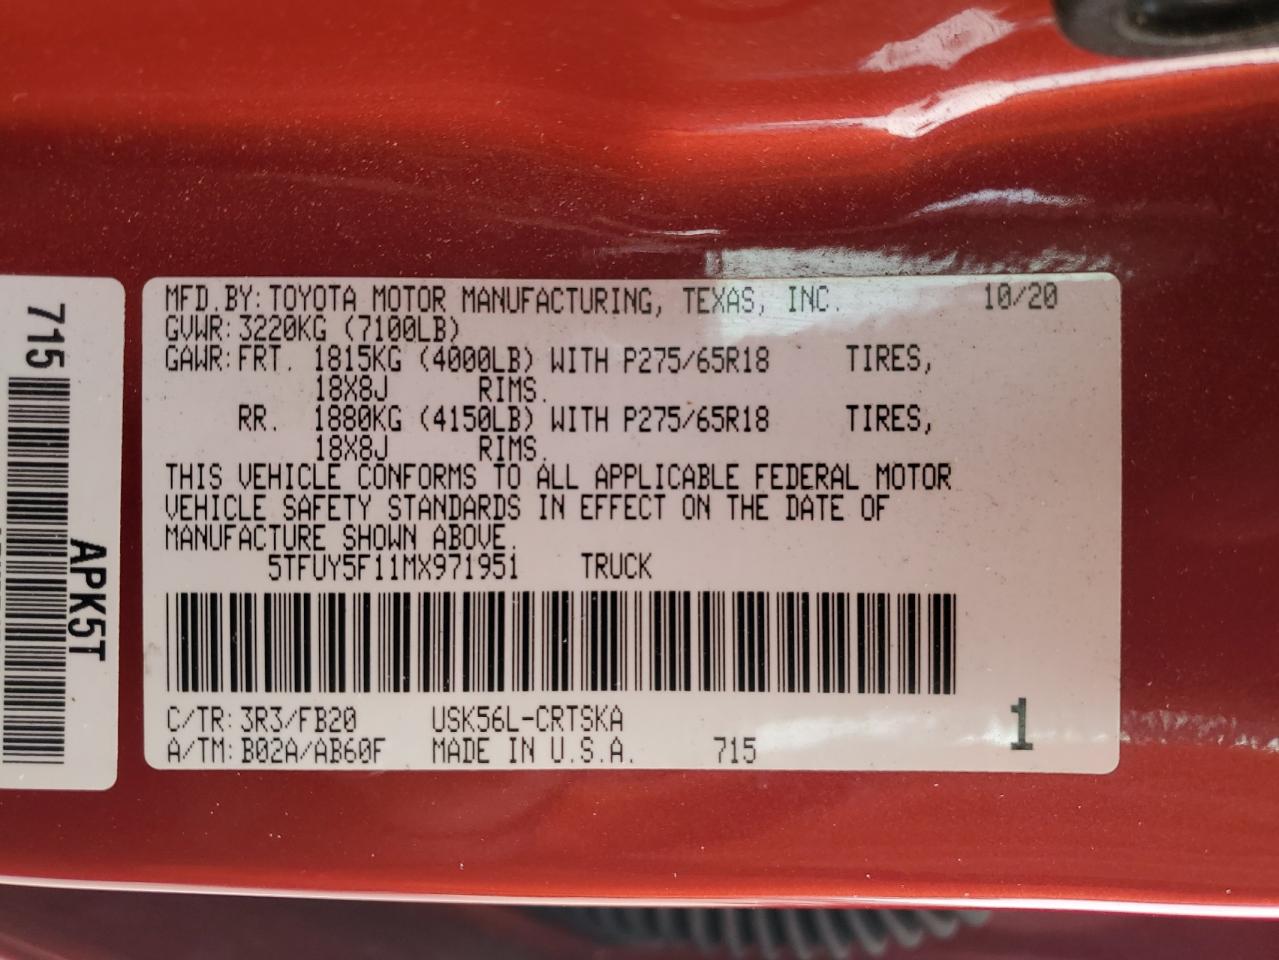 MFD.BY:TOYOTA MOTOR MANUFACTURING, TEXAS, INC. 10/20
GVWR:3220KG (7100LB)
GAWR:FRT. 1815KG (4000LB) WITH P275/65R18 TIRES,
18X8J RIMS.
RR. 1880KG (4150LB) WITH P275/65R18 TIRES,
18X8J RIMS.
THIS VEHICLE CONFORMS TO ALL APPLICABLE FEDERAL MOTOR
VEHICLE SAFETY STANDARDS IN EFFECT ON THE DATE OF
MANUFACTURE SHOWN ABOVE.
5TFUY5F11MX971951 TRUCK
C/TR:3R3/FB20 USK56L-CRTSKA
A/TM:B02A/AB60F MADE IN U.S.A. 715
1
715
APK5T